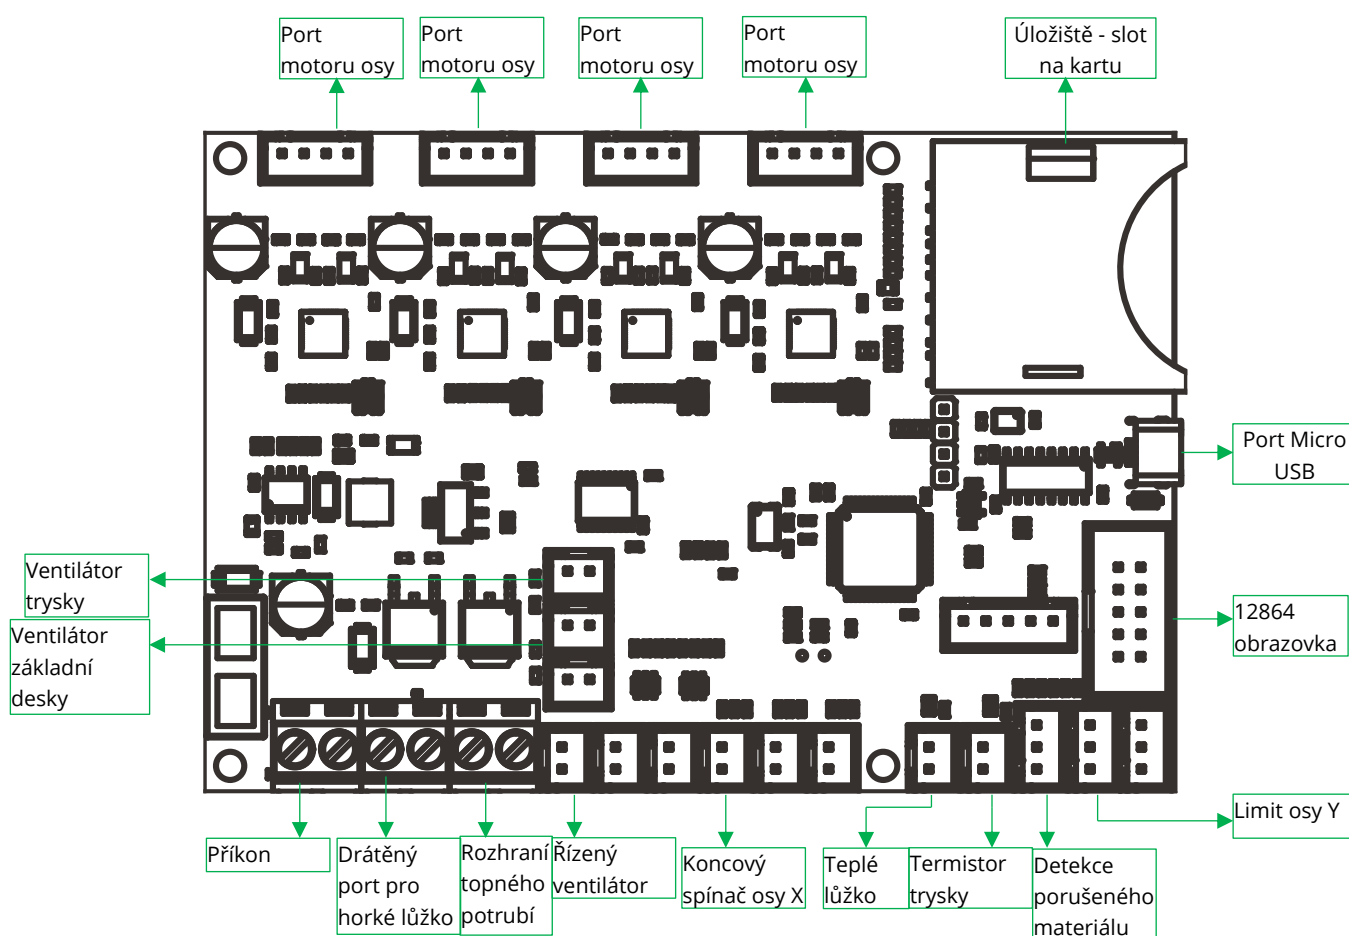 Port
motoru osy
Port
motoru osy
Port
motoru osy
Port
motoru osy
Úložiště - slot
na kartu
Port Micro
USB
Ventilátor
trysky
Ventilátor
základní
desky
12864
obrazovka
Limit osy Y
Příkon
Drátěný
port pro
horké lůžko
Rozhraní
topného
potrubí
Řízený
ventilátor
Koncový
spínač osy X
Teplé
lůžko
Termistor
trysky
Detekce
porušeného
materiálu